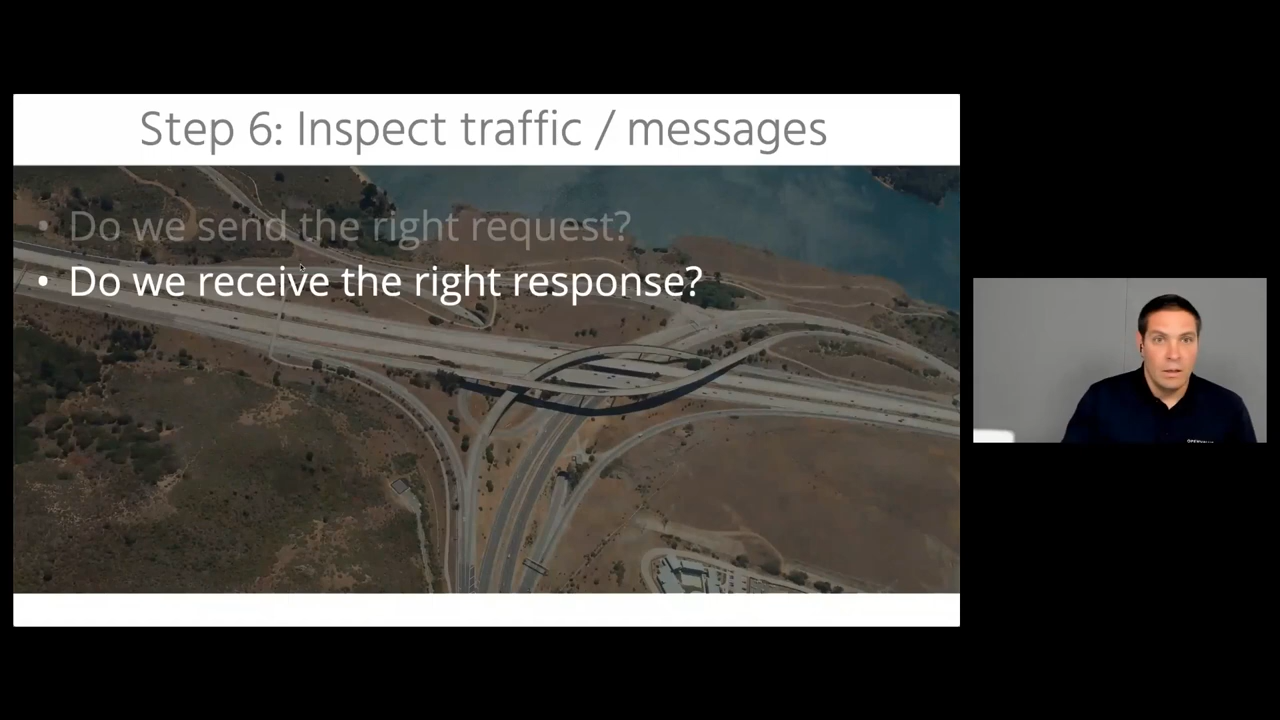 Step 6: Inspect traffic / messages
• Do we send the right request?
• Do we receive the right response?